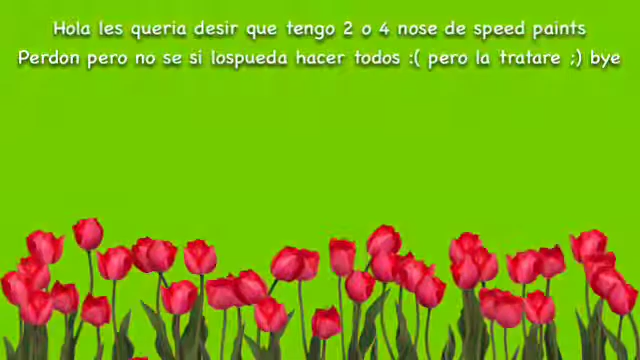 Hola les queria desir que tengo 2 o 4 nose de speed paints
Perdon pero no se si lospueda hacer todos :( pero la tratare ;) bye